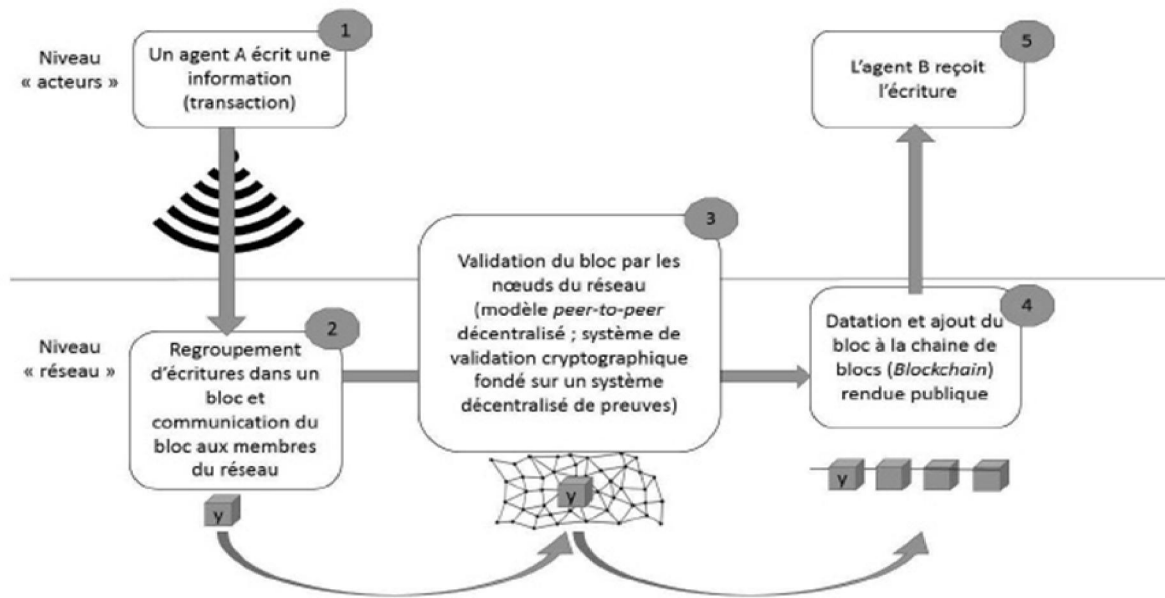 Niveau
« acteurs »
1
Un agent A écrit une
information
(transaction)
5
L'agent B reçoit
l'écriture
Niveau
« réseau »
2
Regroupement
d'écritures dans un
bloc et
communication du
bloc aux membres
du réseau
3
Validation du bloc par les
nœuds du réseau
(modèle peer-to-peer
décentralisé ; système de
validation cryptographique
fondé sur un système
décentralisé de preuves)
4
Datation et ajout du
bloc à la chaine de
blocs (Blockchain)
rendue publique
y
y
y